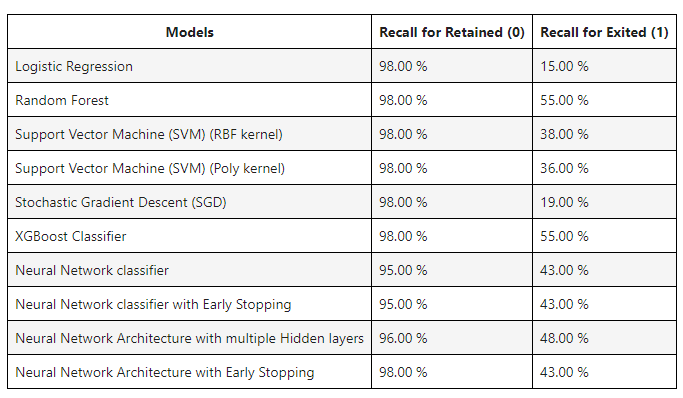 Models Recall for Retained (0) Recall for Exited (1)
Logistic Regression 98.00 % 15.00 %
Random Forest 98.00 % 55.00 %
Support Vector Machine (SVM) (RBF kernel) 98.00 % 38.00 %
Support Vector Machine (SVM) (Poly kernel) 98.00 % 36.00 %
Stochastic Gradient Descent (SGD) 98.00 % 19.00 %
XGBoost Classifier 98.00 % 55.00 %
Neural Network classifier 95.00 % 43.00 %
Neural Network classifier with Early Stopping 95.00 % 43.00 %
Neural Network Architecture with multiple Hidden layers 96.00 % 48.00 %
Neural Network Architecture with Early Stopping 98.00 % 43.00 %